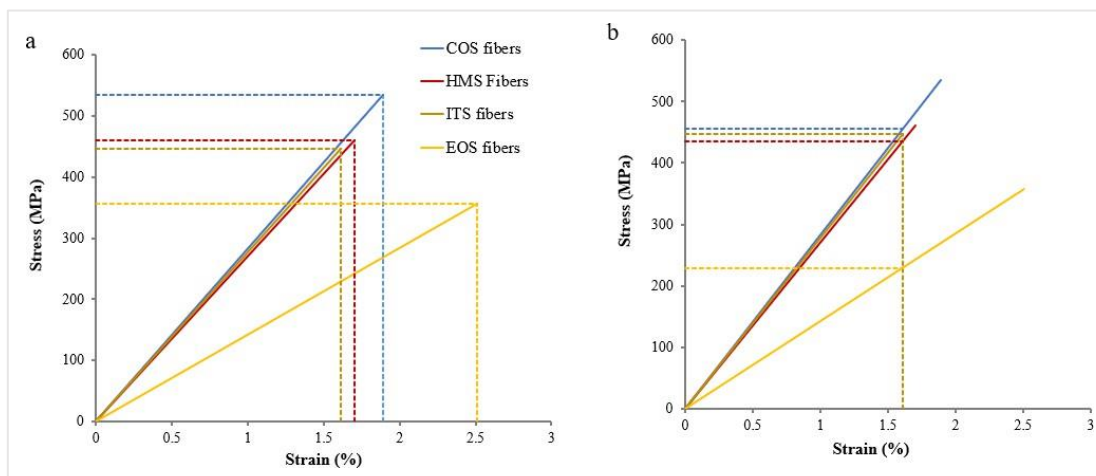 a
600
500
400
300
200
100
0
Stress (MPa)
0 0.5 1 1.5 2 2.5 3
Strain (%)
COS fibers
HMS Fibers
ITS fibers
EOS fibers
b
600
500
400
300
200
100
0
Stress (MPa)
0 0.5 1 1.5 2 2.5 3
Strain (%)